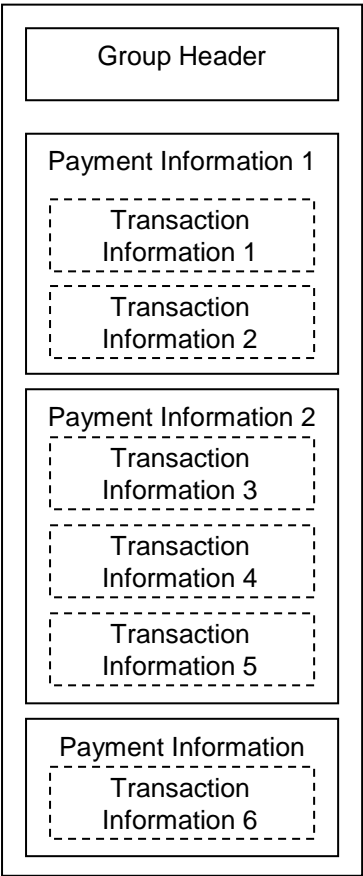 Group Header
Payment Information 1
Transaction
Information 1
Transaction
Information 2
Payment Information 2
Transaction
Information 3
Transaction
Information 4
Transaction
Information 5
Payment Information
Transaction
Information 6